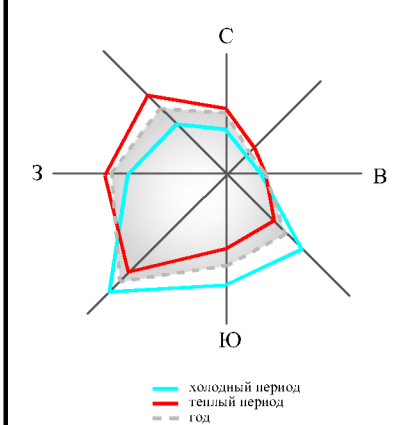 С
З
В
Ю
холодный период
теплый период
год